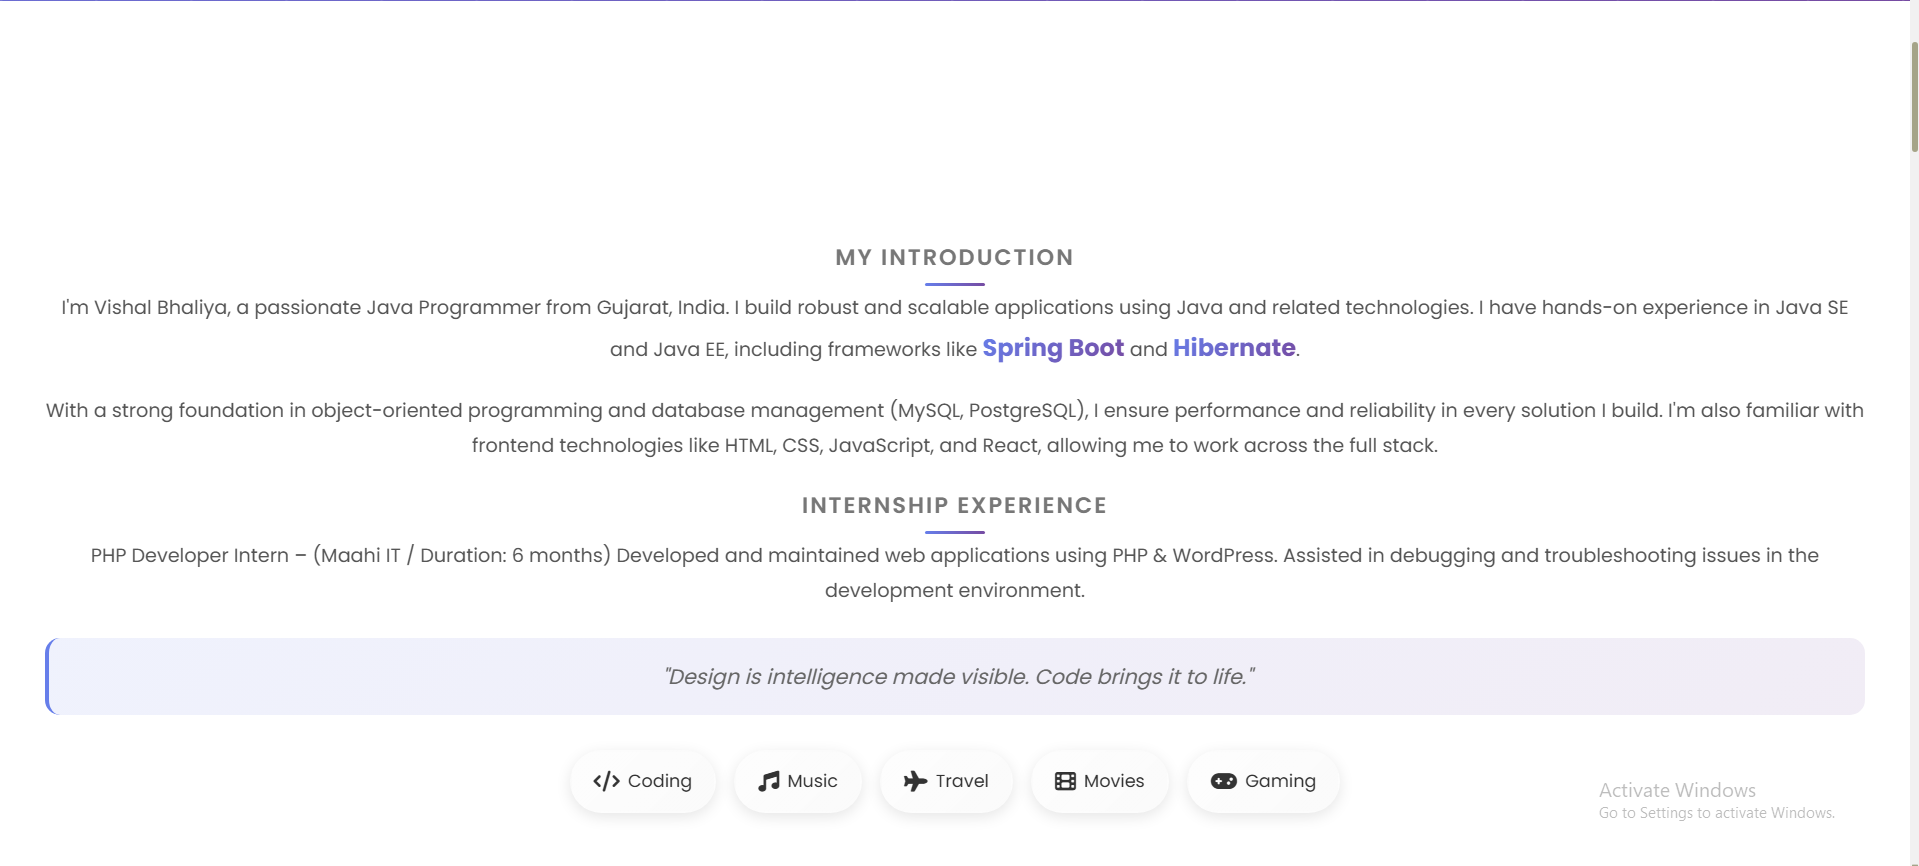 MY INTRODUCTION
I'm Vishal Bhaliya, a passionate Java Programmer from Gujarat, India. I build robust and scalable applications using Java and related technologies. I have hands-on experience in Java SE
and Java EE, including frameworks like Spring Boot and Hibernate.
With a strong foundation in object-oriented programming and database management (MySQL, PostgreSQL), I ensure performance and reliability in every solution I build. I'm also familiar with
frontend technologies like HTML, CSS, JavaScript, and React, allowing me to work across the full stack.
INTERNSHIP EXPERIENCE
PHP Developer Intern – (Maahi IT / Duration: 6 months) Developed and maintained web applications using PHP & WordPress. Assisted in debugging and troubleshooting issues in the
development environment.
"Design is intelligence made visible. Code brings it to life."
Coding Music Travel Movies Gaming
Activate Windows
Go to Settings to activate Windows.